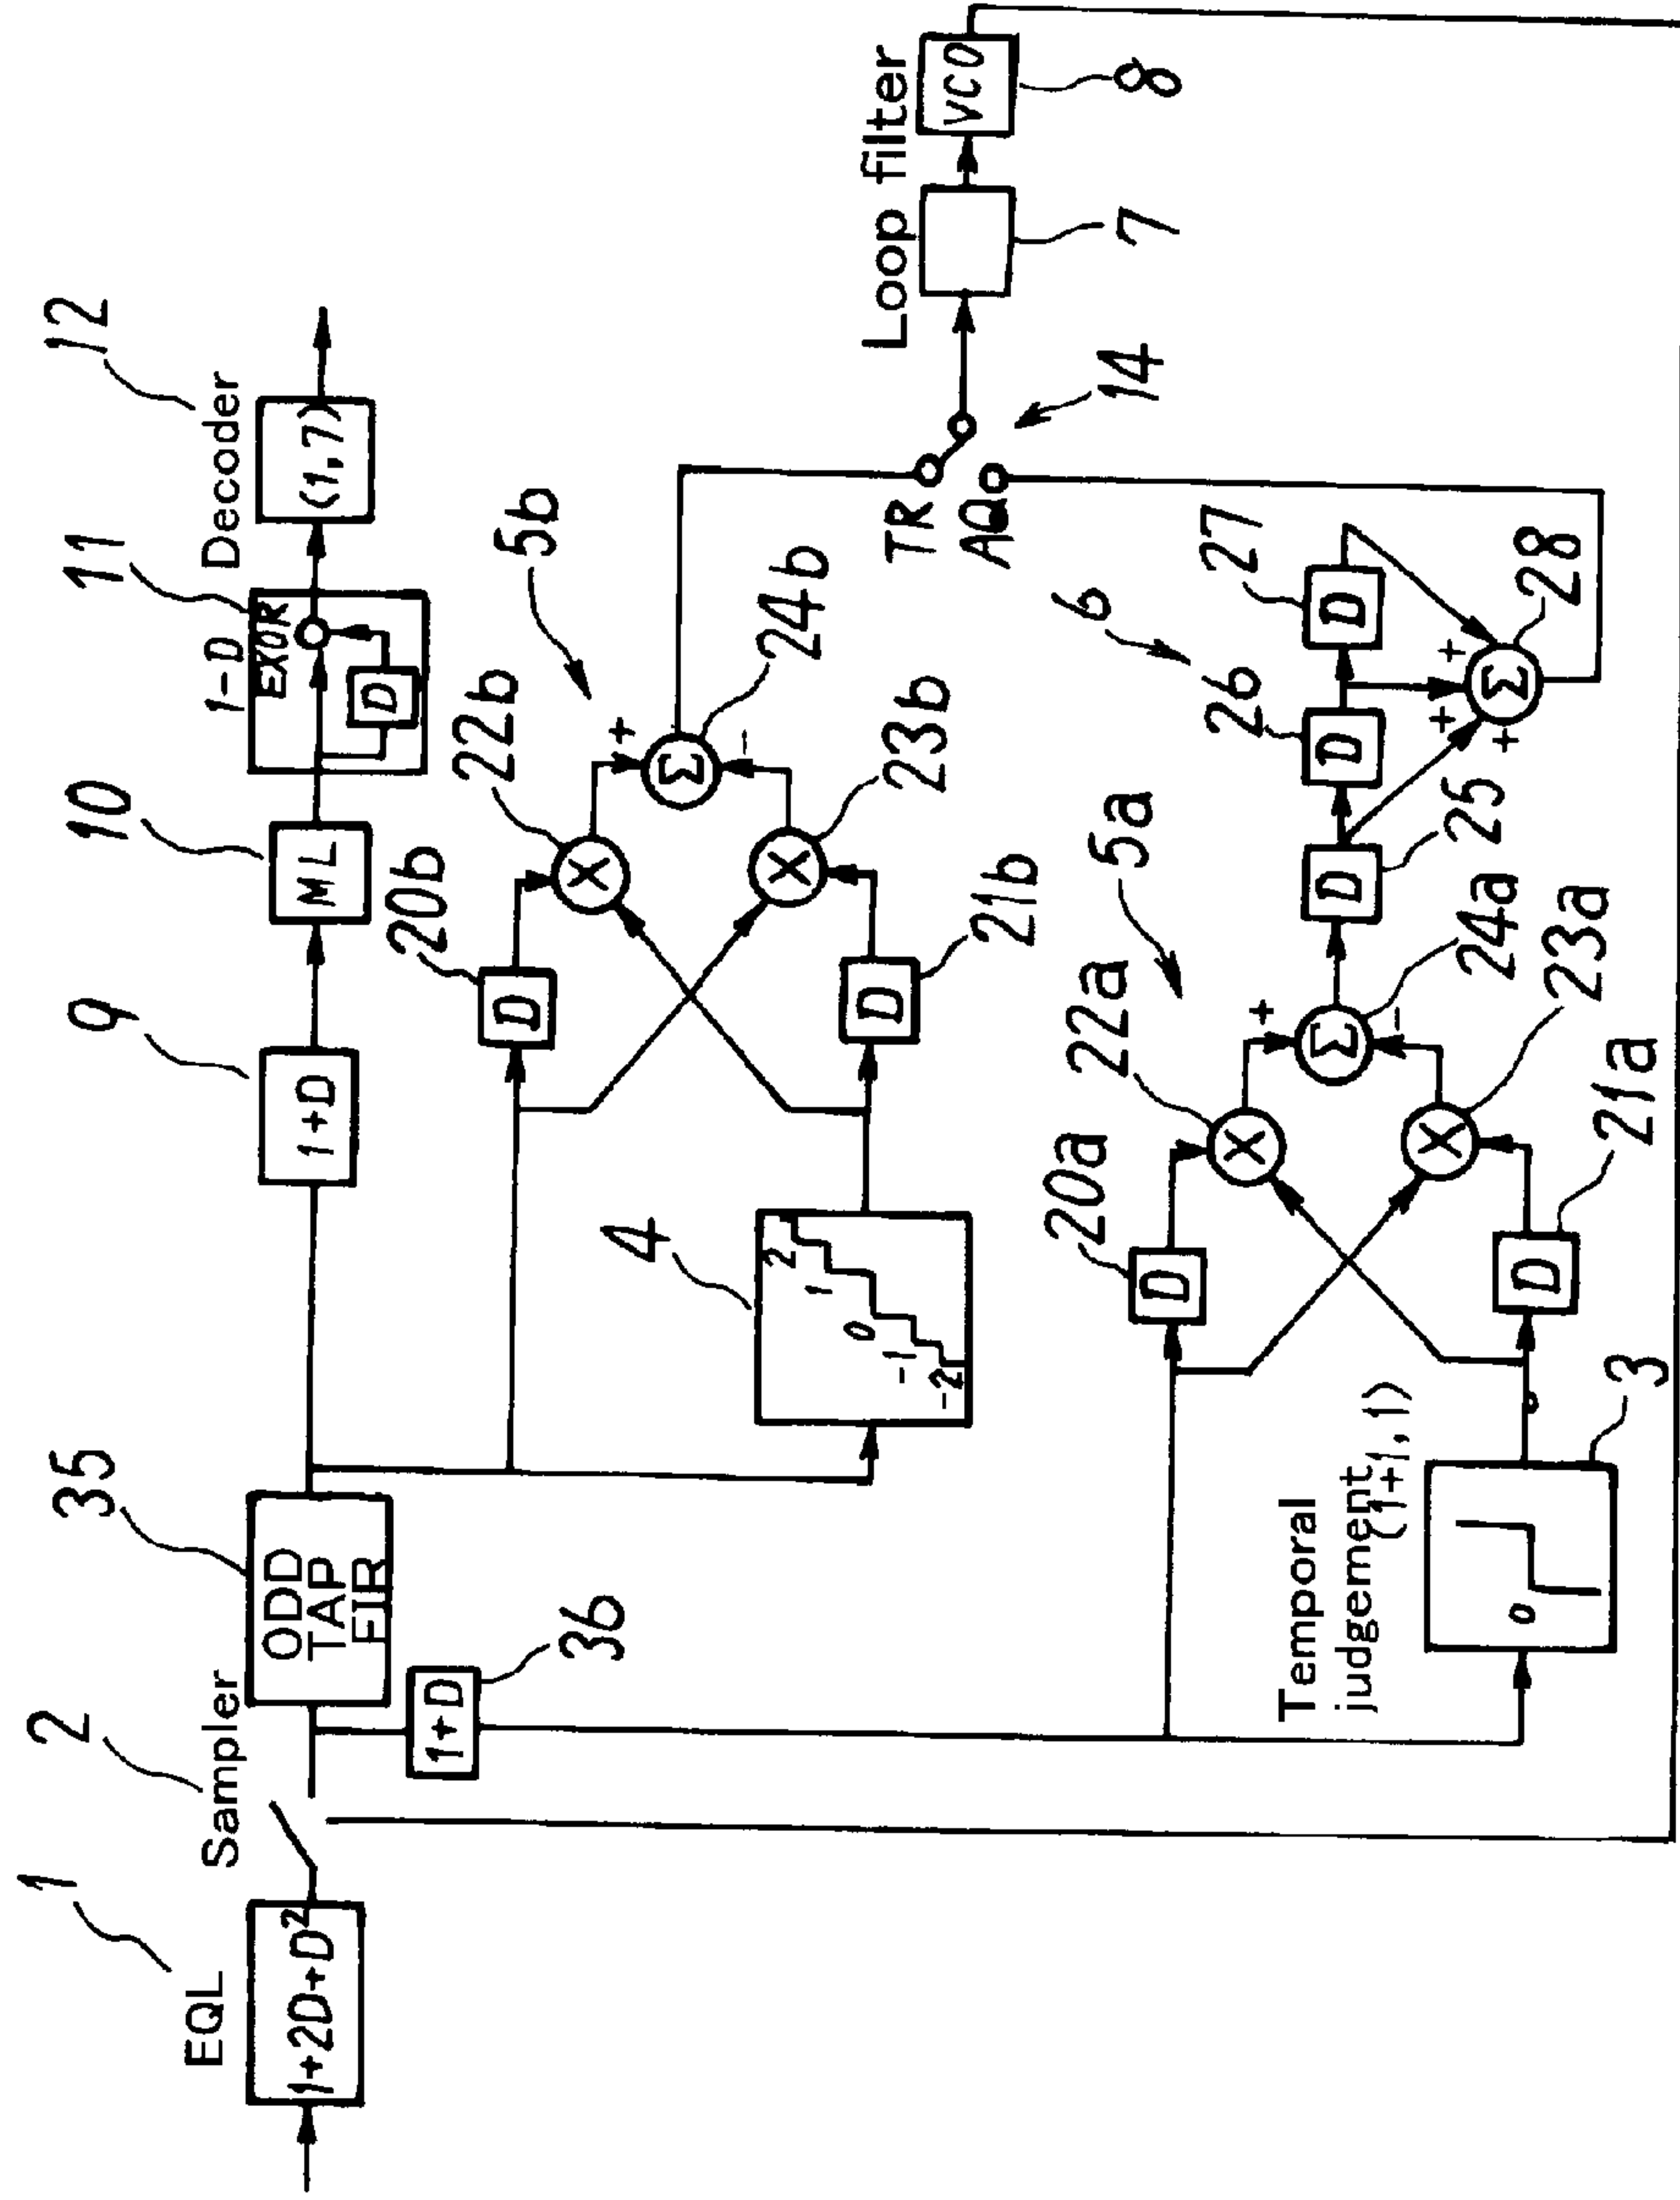 1
EQL
1+2D+D²
2
Sampler
35
ODD
TAP
FIR
36
1+D
9
1+D
10
ML
11
1-D
EXOR
D
12
Decoder
(1,7)
4
2
1
0
-1
-2
20b
D
21b
D
22b
X
23b
X
24b
Σ
+
-
5b
TR
AQ
14
Loop filter
7
8
VCO
Temporal
judgement
(1+1,1)
0
3
20a
D
21a
D
22a
X
23a
X
24a
Σ
+
-
5a
25
D
26
D
27
D
6
28
Σ
+
+
+